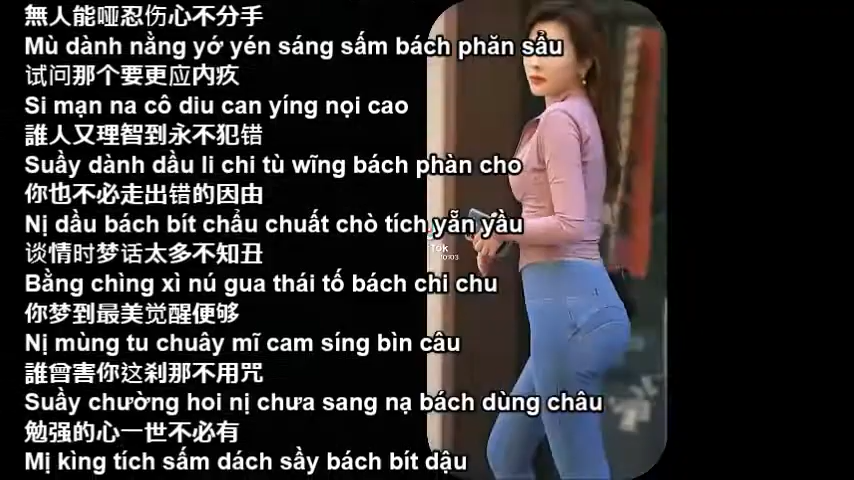 無人能哑忍伤心不分手
Mù dành nằng yớ yén sáng sấm bách phăn sẩu
试问那个要更应内疚
Si mạn na cô diu can yíng nọi cao
誰人又理智到永不犯错
Suầy dành dầu li chi tù wĩng bách phàn cho
你也不必走出错的因由
Nị dầu bách bít chẩu chuất chò tích yẫn yầu
谈情时梦话太多不知丑
Bằng chìng xì nú gua thái tố bách chi chu
你梦到最美觉醒便够
Nị mùng tu chuây mĩ cam síng bìn câu
誰曾害你这刹那不用咒
Suầy chường hoi nị chưa sang nạ bách dùng châu
勉强的心一世不必有
Mị kìng tích sấm dách sầy bách bít dậu
Tok